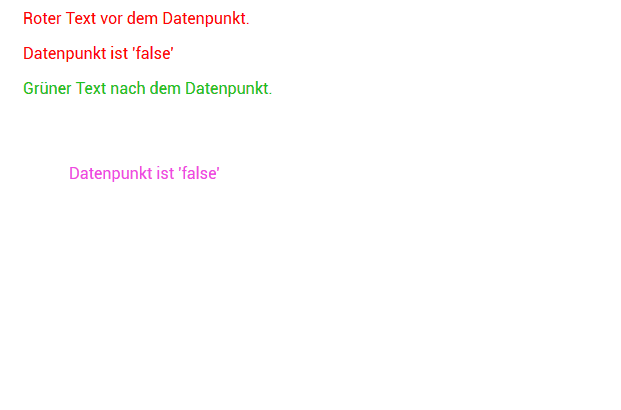 Roter Text vor dem Datenpunkt.
Datenpunkt ist 'false'
Grüner Text nach dem Datenpunkt.
Datenpunkt ist 'false'